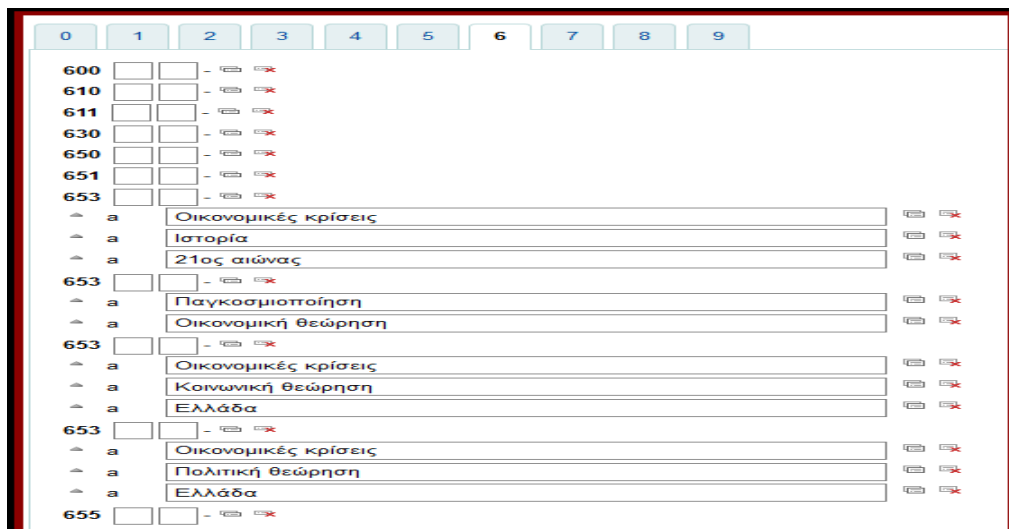 0 1 2 3 4 5 6 7 8 9
600 -
610 -
611 -
630 -
650 -
651 -
653 -
a Οικονομικές κρίσεις
a Ιστορία
a 21ος αιώνας
653 -
a Παγκοσμιοποίηση
a Οικονομική θεώρηση
653 -
a Οικονομικές κρίσεις
a Κοινωνική θεώρηση
a Ελλάδα
653 -
a Οικονομικές κρίσεις
a Πολιτική θεώρηση
a Ελλάδα
655 -